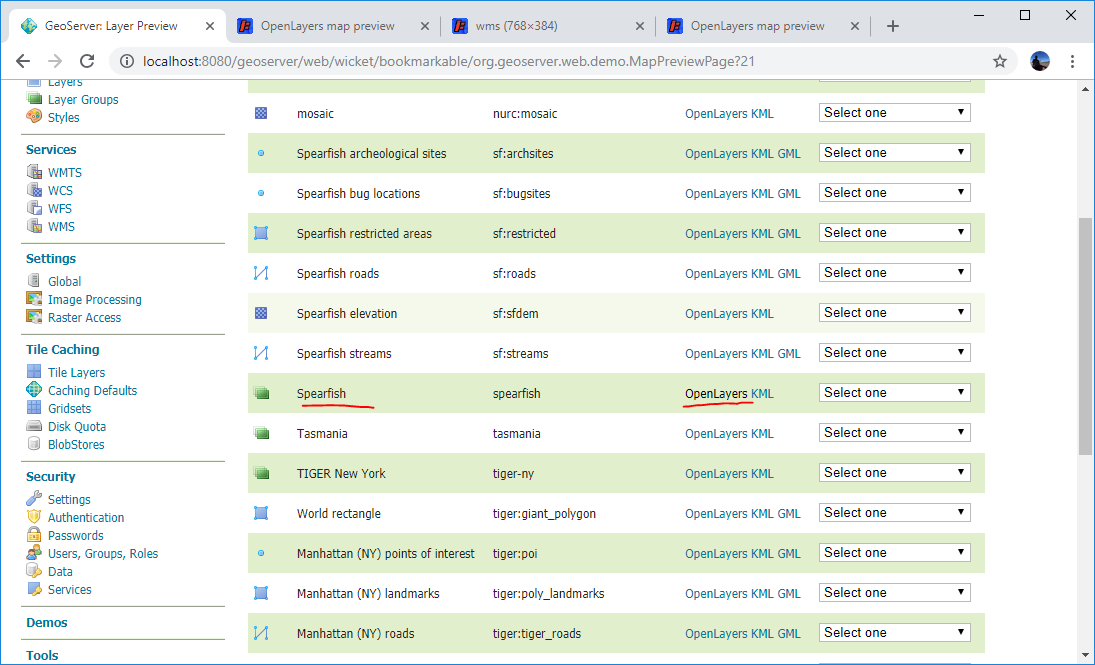 GeoServer: Layer Preview
OpenLayers map preview
wms (768×384)
OpenLayers map preview
localhost:8080/geoserver/web/wicket/bookmarkable/org.geoserver.web.demo.MapPreviewPage?21
Layers
Layer Groups
Styles
Services
WMTS
WCS
WFS
WMS
Settings
Global
Image Processing
Raster Access
Tile Caching
Tile Layers
Caching Defaults
Gridsets
Disk Quota
BlobStores
Security
Settings
Authentication
Passwords
Users, Groups, Roles
Data
Services
Demos
Tools
mosaic nurc:mosaic OpenLayers KML Select one
Spearfish archeological sites sf:archsites OpenLayers KML GML Select one
Spearfish bug locations sf:bugsites OpenLayers KML GML Select one
Spearfish restricted areas sf:restricted OpenLayers KML GML Select one
Spearfish roads sf:roads OpenLayers KML GML Select one
Spearfish elevation sf:sfdem OpenLayers KML Select one
Spearfish streams sf:streams OpenLayers KML GML Select one
Spearfish spearfish OpenLayers KML Select one
Tasmania tasmania OpenLayers KML Select one
TIGER New York tiger-ny OpenLayers KML Select one
World rectangle tiger:giant_polygon OpenLayers KML GML Select one
Manhattan (NY) points of interest tiger:poi OpenLayers KML GML Select one
Manhattan (NY) landmarks tiger:poly_landmarks OpenLayers KML GML Select one
Manhattan (NY) roads tiger:tiger_roads OpenLayers KML GML Select one